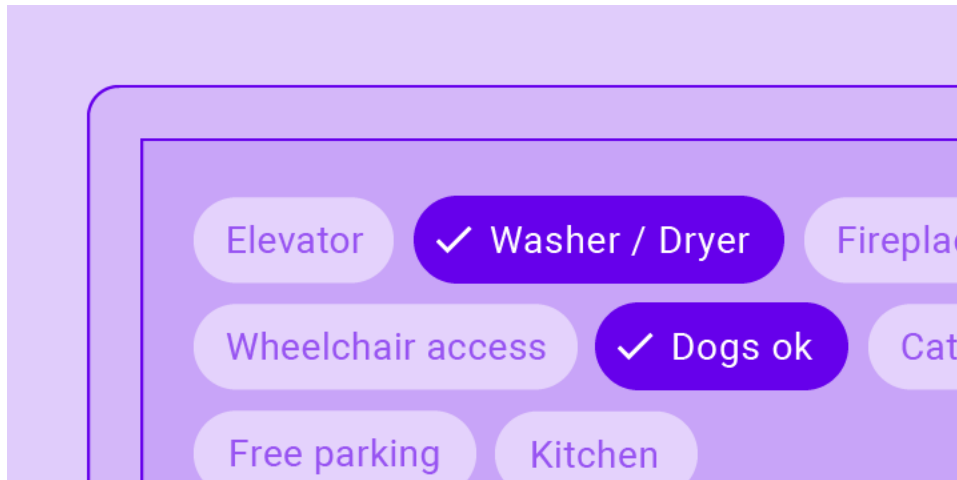 Elevator Washer / Dryer
Wheelchair access Dogs ok
Free parking Kitchen